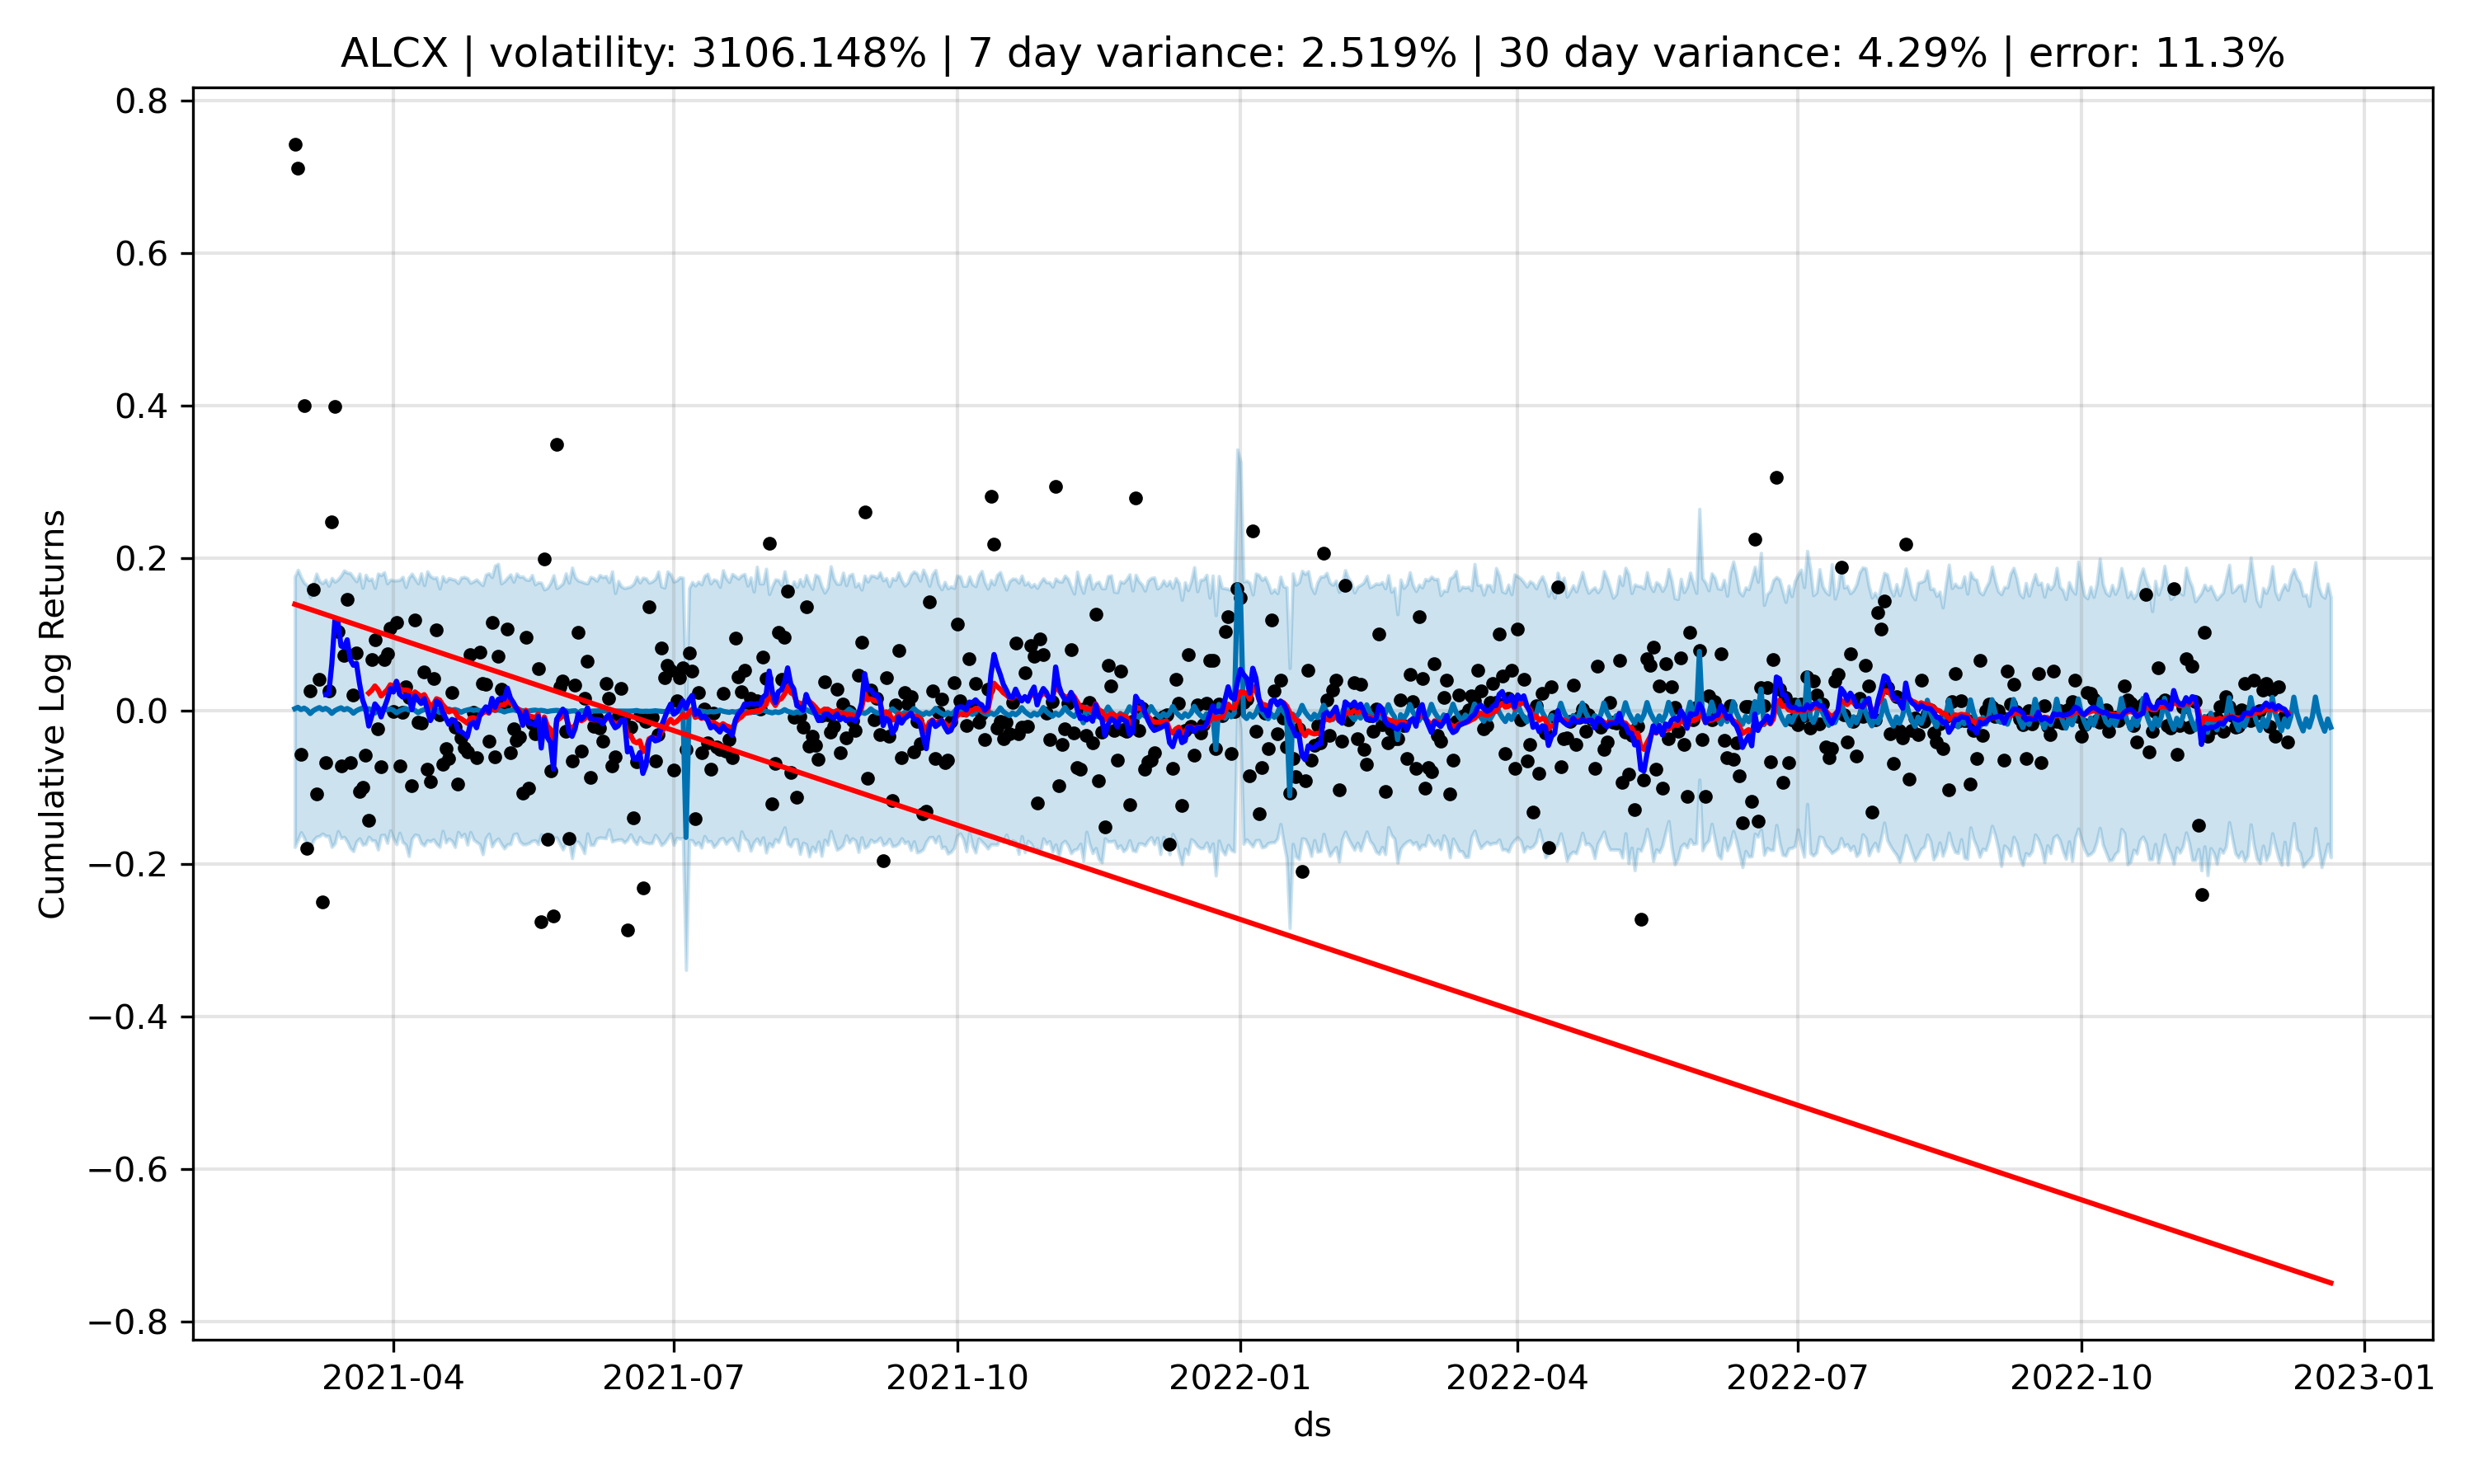 ALCX | volatility: 3106.148% | 7 day variance: 2.519% | 30 day variance: 4.29% | error: 11.3%
0.8
0.6
0.4
0.2
0.0
−0.2
−0.4
−0.6
−0.8
Cumulative Log Returns
2021-04 2021-07 2021-10 2022-01 2022-04 2022-07 2022-10 2023-01
ds